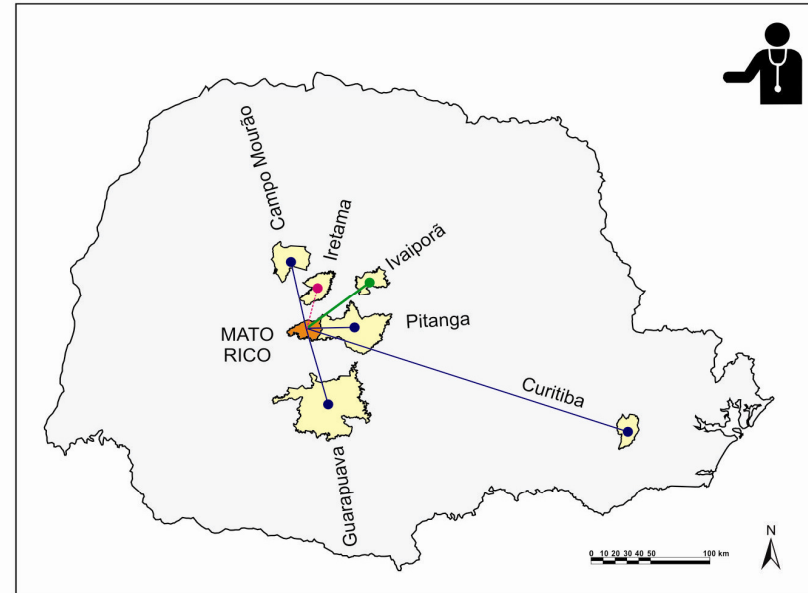 Campo Mourão
Iretama
Ivaiporã
MATO
RICO
Pitanga
Curitiba
Guarapuava
N
0 10 20 30 40 50 100 km